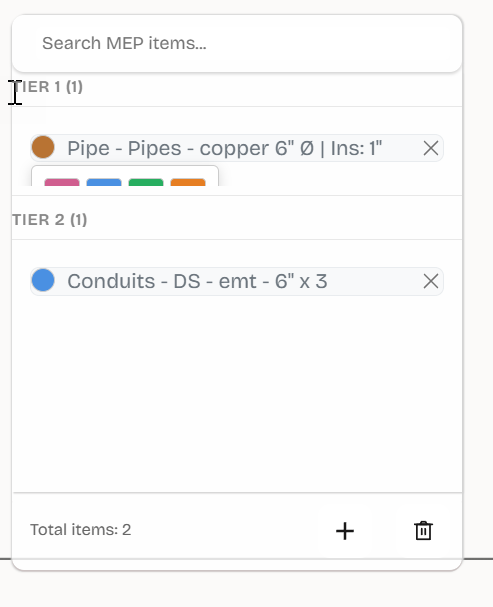 Search MEP items...
TIER 1 (1)
Pipe - Pipes - copper 6" Ø | Ins: 1"
TIER 2 (1)
Conduits - DS - emt - 6" x 3
Total items: 2